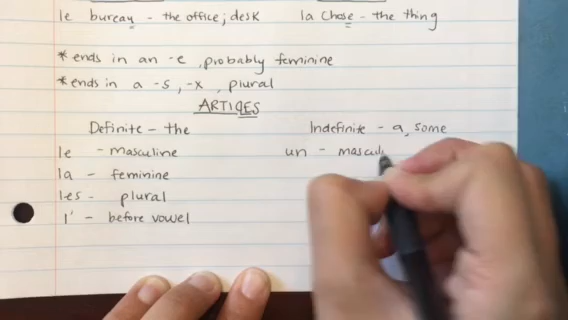 le bureau - the office; desk la chose - the thing
* ends in an -e, probably feminine
* ends in a -s, -x, plural
ARTICLES
Definite - the Indefinite - a, some
le - masculine un - mascul
la - feminine
les - plural
l' - before vowel